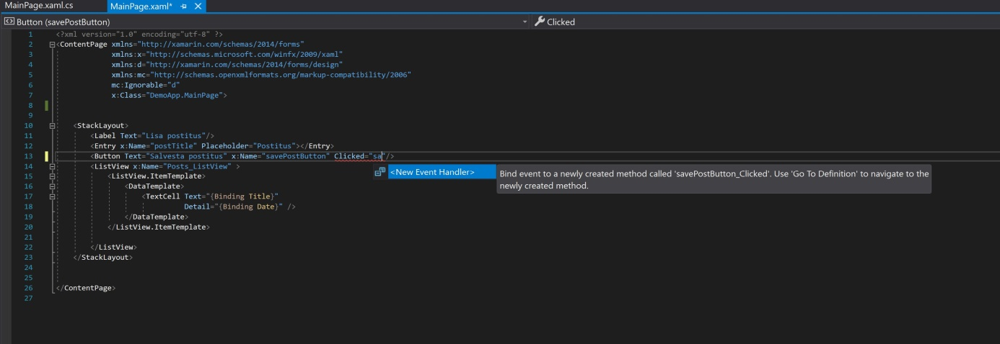 MainPage.xaml.cs MainPage.xaml*
Button (savePostButton) Clicked
1 <?xml version="1.0" encoding="utf-8" ?>
2 <ContentPage xmlns="http://xamarin.com/schemas/2014/forms"
3 xmlns:x="http://schemas.microsoft.com/winfx/2009/xaml"
4 xmlns:d="http://xamarin.com/schemas/2014/forms/design"
5 xmlns:mc="http://schemas.openxmlformats.org/markup-compatibility/2006"
6 mc:Ignorable="d"
7 x:Class="DemoApp.MainPage">
8
9
10 <StackLayout>
11 <Label Text="Lisa postitus"/>
12 <Entry x:Name="postTitle" Placeholder="Postitus"></Entry>
13 <Button Text="Salvesta postitus" x:Name="savePostButton" Clicked="sa"/>
14 <ListView x:Name="Posts_ListView" >
<New Event Handler> Bind event to a newly created method called 'savePostButton_Clicked'. Use 'Go To Definition' to navigate to the
newly created method.
15 <ListView.ItemTemplate>
16 <DataTemplate>
17 <TextCell Text="{Binding Title}"
18 Detail="{Binding Date}" />
19 </DataTemplate>
20 </ListView.ItemTemplate>
21
22 </ListView>
23 </StackLayout>
24
25
26 </ContentPage>
27